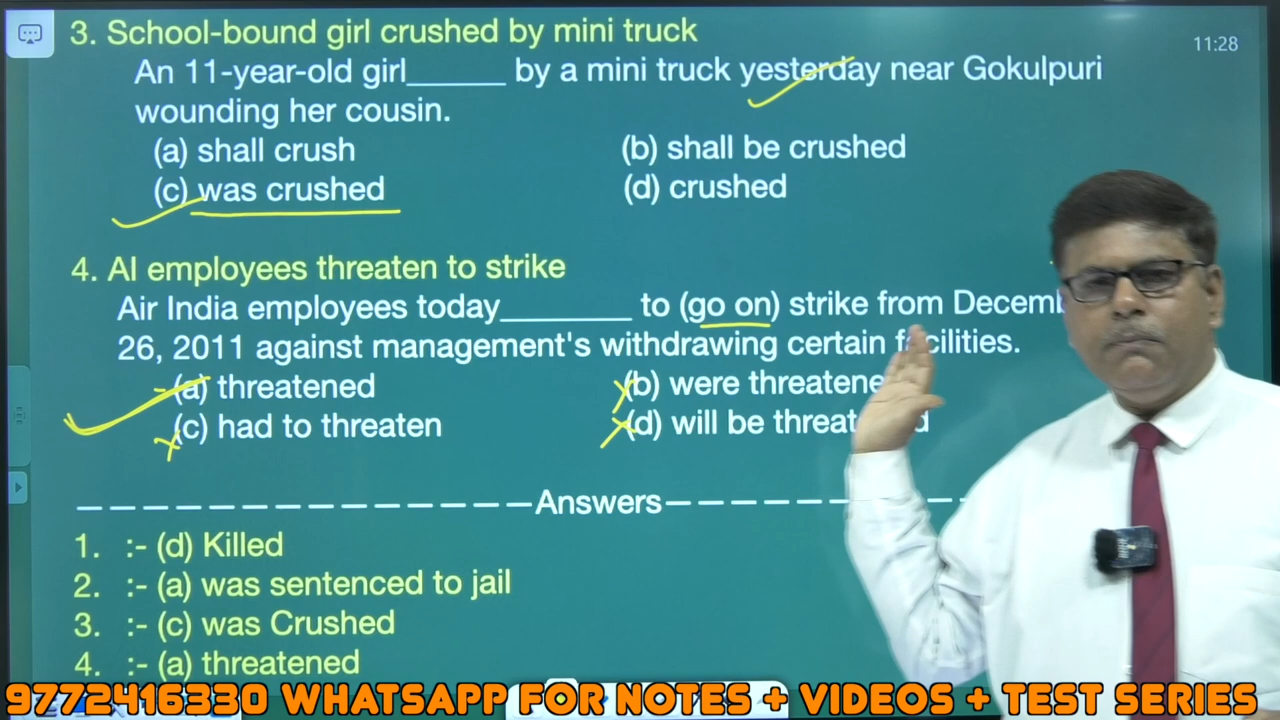 3. School-bound girl crushed by mini truck
11:28
An 11-year-old girl______ by a mini truck yesterday near Gokulpuri
wounding her cousin.
(a) shall crush (b) shall be crushed
(c) was crushed (d) crushed
4. AI employees threaten to strike
Air India employees today________ to (go on) strike from
26, 2011 against management's withdrawing certain facilities.
(a) threatened (b) were
(c) had to threaten (d) will be
Answers
1. :- (d) Killed
2. :- (a) was sentenced to jail
3. :- (c) was Crushed
4. :- (a) threatened
9772416330 WHATSAPP FOR NOTES + VIDEOS + TEST SERIES